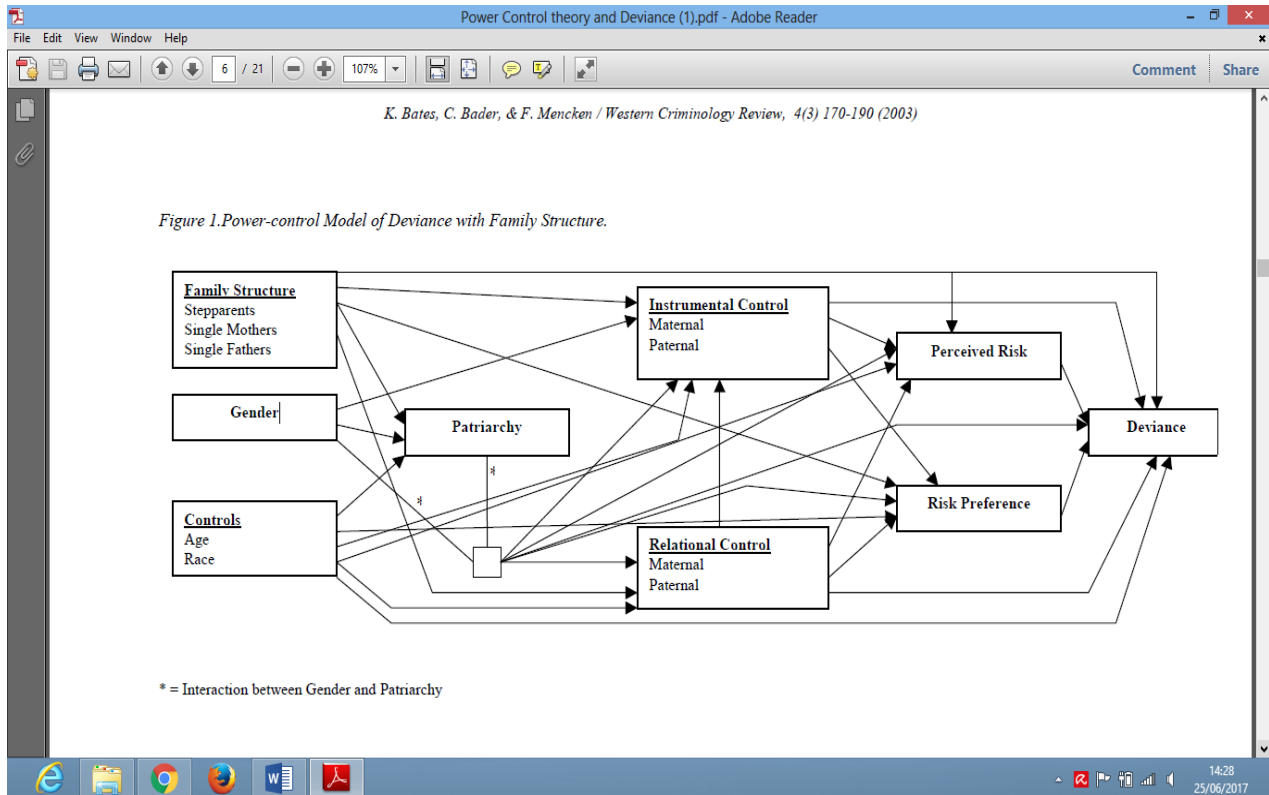 Power Control theory and Deviance (1).pdf - Adobe Reader
File Edit View Window Help
6 / 21 107% Comment Share
K. Bates, C. Bader, & F. Mencken / Western Criminology Review, 4(3) 170-190 (2003)
Figure 1.Power-control Model of Deviance with Family Structure.
Family Structure
Stepparents
Single Mothers
Single Fathers
Gender
Controls
Age
Race
Patriarchy
*
*
Instrumental Control
Maternal
Paternal
Relational Control
Maternal
Paternal
Perceived Risk
Risk Preference
Deviance
* = Interaction between Gender and Patriarchy
14:28
25/06/2017